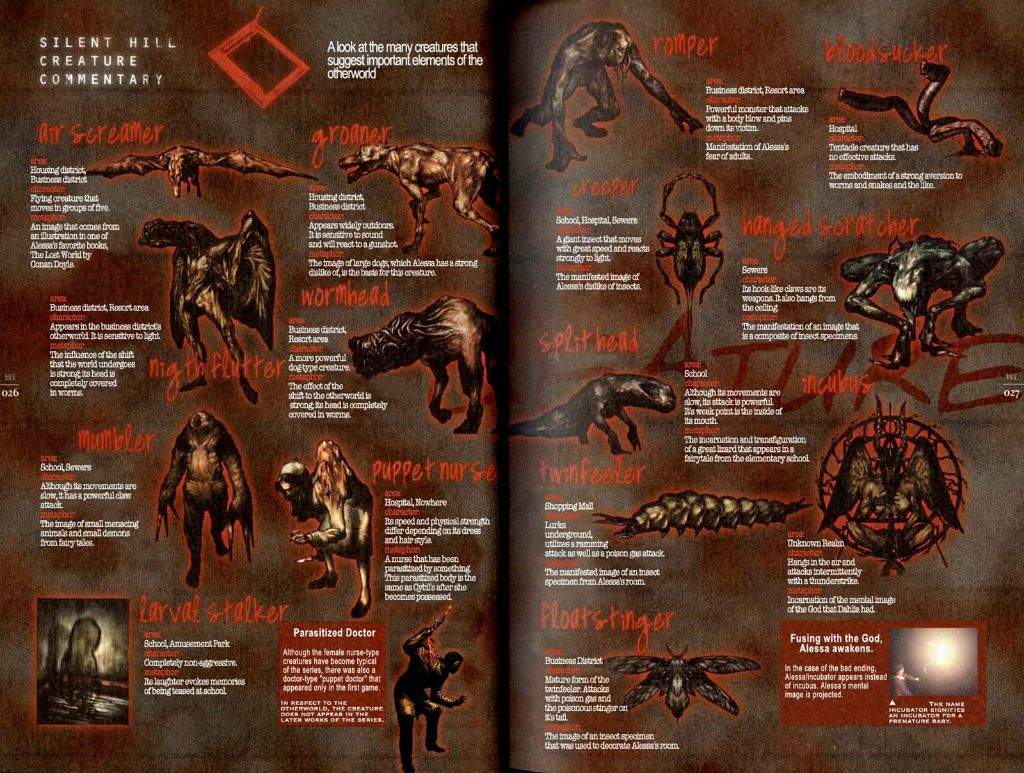 SILENT HILL
CREATURE
COMMENTARY
A look at the many creatures that
suggest important elements of the
otherworld
air screamer
area:
Housing district,
Business district
character:
Flying creature that
moves in groups of five.
metaphor:
An image that comes from
an illustration in one of
Alessa's favorite books,
The Lost World by
Conan Doyle.
groaner
area:
Housing district,
Business district
character:
Appears widely outdoors.
It is sensitive to sound
and will react to a gunshot.
metaphor:
The image of large dogs, which Alessa has a strong
dislike of, is the basis for this creature.
area:
Business district, Resort area
character:
Appears in the business district's
otherworld. It is sensitive to light.
metaphor:
The influence of the shift
that the world undergoes
is strong; its head is
completely covered
in worms.
nigth flutter
wormhead
area:
Business district,
Resort area
character:
A more powerful
dog-type creature.
metaphor:
The effect of the
shift to the otherworld is
strong; its head is completely
covered in worms.
SEE
026
mumbler
area:
School, Sewers
character:
Although its movements are
slow, it has a powerful claw
attack.
metaphor:
The image of small menacing
animals and small demons
from fairy tales.
puppet nurse
area:
Hospital, Nowhere
character:
Its speed and physical strength
differ depending on its dress
and hair style.
metaphor:
A nurse that has been
parasitized by something.
This parasitized body is the
same as Cybil's after she
becomes possessed.
larval stalker
area:
School, Amusement Park
character:
Completely non-aggressive.
metaphor:
Its laughter evokes memories
of being teased at school.
Parasitized Doctor
Although the female nurse-type
creatures have become typical
of the series, there was also a
doctor-type "puppet doctor" that
appeared only in the first game.
IN RESPECT TO THE
OTHERWORLD, THE CREATURE
DOES NOT APPEAR IN THE
LATER WORKS OF THE SERIES.
romper
area:
Business district, Resort area
character:
Powerful monster that attacks
with a body blow and pins
down its victim.
metaphor:
Manifestation of Alessa's
fear of adults.
bloodsucker
area:
Hospital
character:
Tentacle creature that has
no effective attacks.
metaphor:
The embodiment of a strong aversion to
worms and snakes and the like.
creeper
area:
School, Hospital, Sewers
character:
A giant insect that moves
with great speed and reacts
strongly to light.
metaphor:
The manifested image of
Alessa's dislike of insects.
hanged scratcher
area:
Sewers
character:
Its hook-like claws are its
weapons. It also hangs from
the ceiling.
metaphor:
The manifestation of an image that
is a composite of insect specimens.
split head
area:
School
character:
Although its movements are
slow, its attack is powerful.
It's weak point is the inside of
its mouth.
metaphor:
The incarnation and transfiguration
of a great lizard that appears in a
fairytale from the elementary school.
SEE
027
twinfeeler
area:
Shopping Mall
Lurks
underground,
utilizes a ramming
attack as well as a poison gas attack.
The manifested image of an insect
specimen from Alessa's room.
incubus
area:
Unknown Realm
character:
Hangs in the air and
attacks intermittently
with a thunderstrike.
metaphor:
Incarnation of the mental image
of the God that Dahlia had.
floatstinger
area:
Business District
character:
Mature form of the
twinfeeler. Attacks
with poison gas and
the poisonous stinger on
it's tail.
The image of an insect specimen
that was used to decorate Alessa's room.
Fusing with the God,
Alessa awakens.
In the case of the bad ending,
Alessa/incubator appears instead
of incubus. Alessa's mental
image is projected.
▲ THE NAME
INCUBATOR SIGNIFIES
AN INCUBATOR FOR A
PREMATURE BABY.